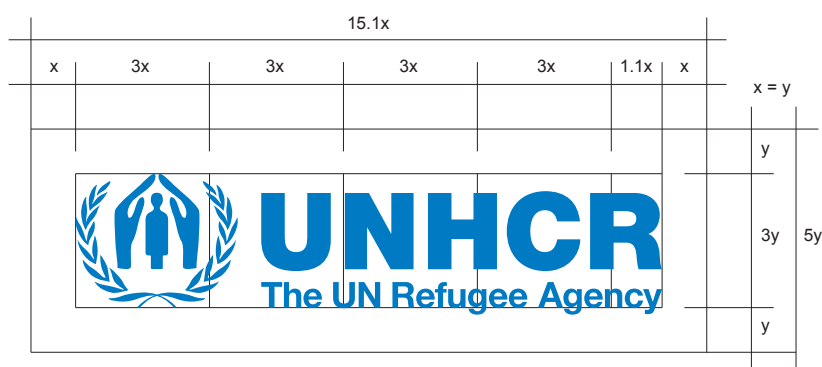 15.1x
x 3x 3x 3x 3x 1.1x x
x = y
y
UNHCR
3y 5y
The UN Refugee Agency
y